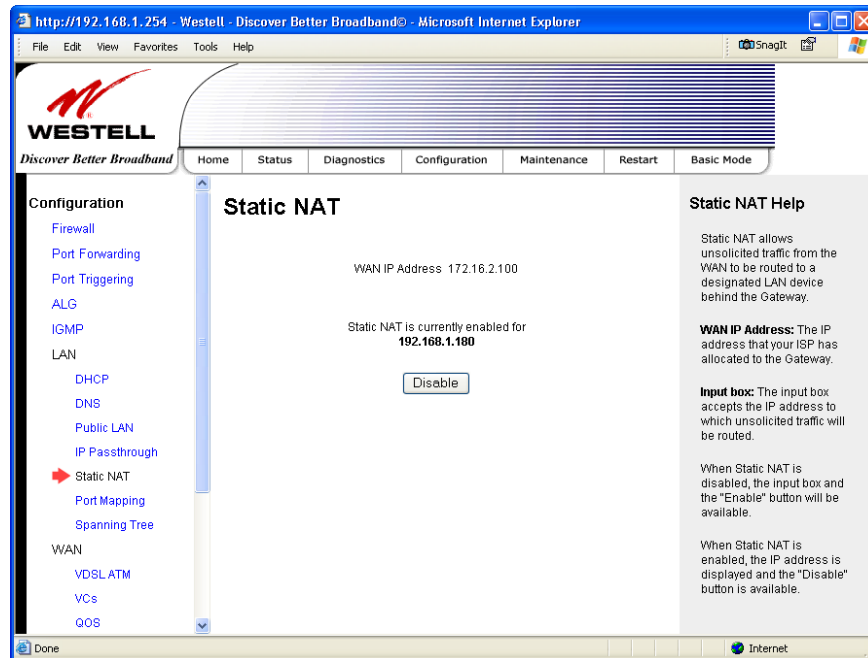 http://192.168.1.254 - Westell - Discover Better Broadband© - Microsoft Internet Explorer
File Edit View Favorites Tools Help
SnagIt
WESTELL
Discover Better Broadband
Home Status Diagnostics Configuration Maintenance Restart Basic Mode
Configuration
Firewall
Port Forwarding
Port Triggering
ALG
IGMP
LAN
DHCP
DNS
Public LAN
IP Passthrough
Static NAT
Port Mapping
Spanning Tree
WAN
VDSL ATM
VCs
QOS
Static NAT
WAN IP Address 172.16.2.100
Static NAT is currently enabled for
192.168.1.180
Disable
Static NAT Help
Static NAT allows
unsolicited traffic from the
WAN to be routed to a
designated LAN device
behind the Gateway.
WAN IP Address: The IP
address that your ISP has
allocated to the Gateway.
Input box: The input box
accepts the IP address to
which unsolicited traffic will
be routed.
When Static NAT is
disabled, the input box and
the "Enable" button will be
available.
When Static NAT is
enabled, the IP address is
displayed and the "Disable"
button is available.
Done
Internet